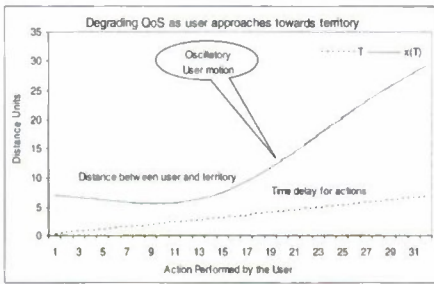 Degrading QoS as user approaches towards territory
T x(T)
Oscillatory
User motion
Distance between user and territory
Time delay for actions
Distance Units
35
30
25
20
15
10
5
0
1 3 5 7 9 11 13 15 17 19 21 23 25 27 29 31
Action Performed by the User